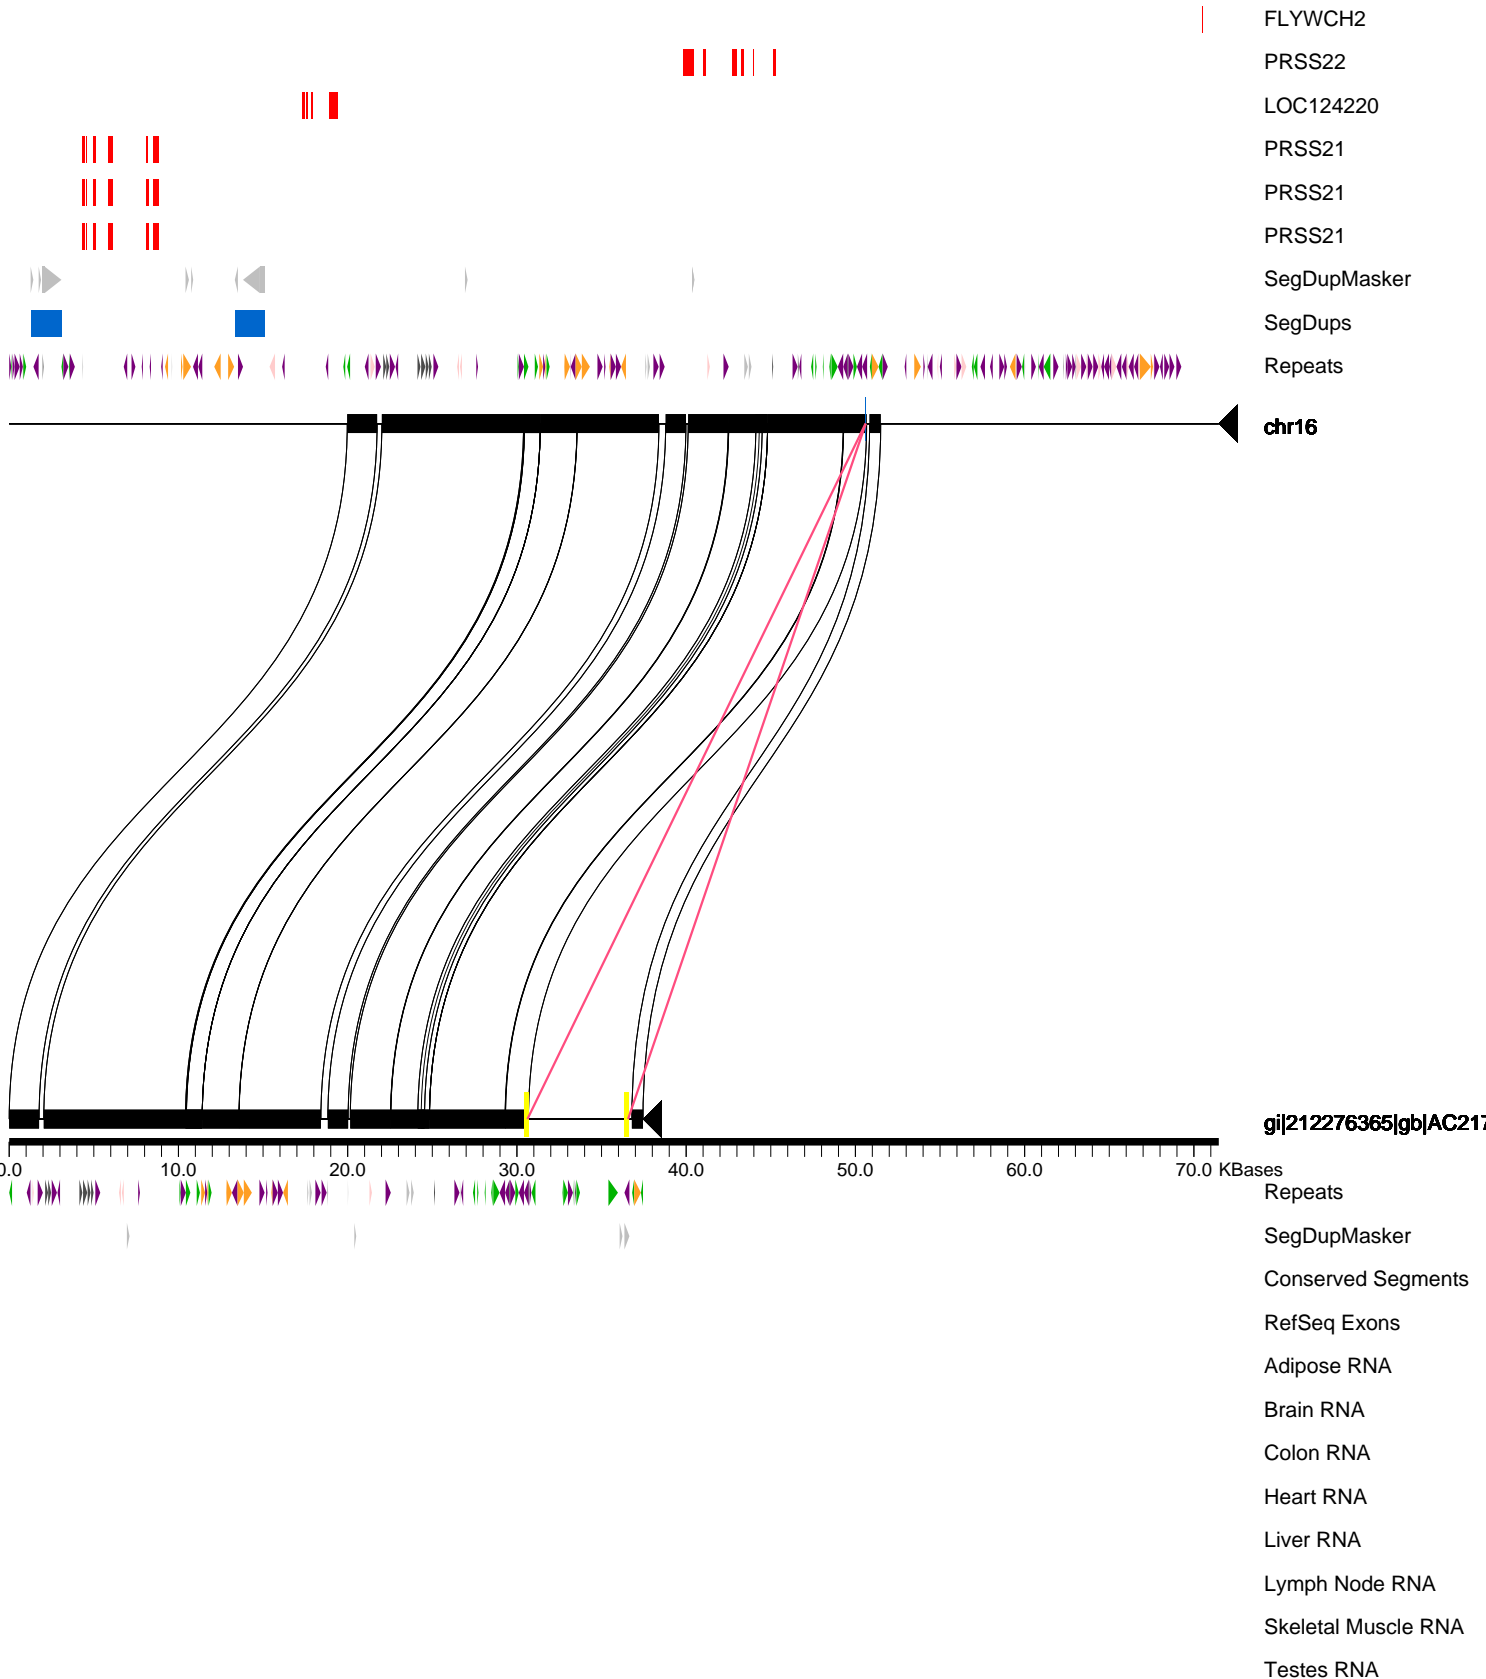 FLYWCH2
PRSS22
LOC124220
PRSS21
PRSS21
PRSS21
SegDupMasker
SegDups
Repeats
chr16
gi|212276365|gb|AC217
0.0 10.0 20.0 30.0 40.0 50.0 60.0 70.0 KBases
Repeats
SegDupMasker
Conserved Segments
RefSeq Exons
Adipose RNA
Brain RNA
Colon RNA
Heart RNA
Liver RNA
Lymph Node RNA
Skeletal Muscle RNA
Testes RNA